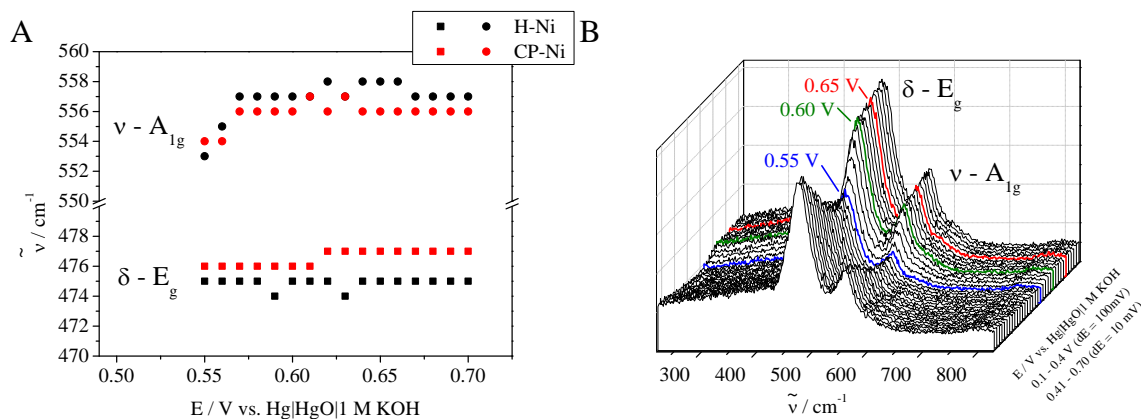 A
H-Ni
CP-Ni
560
558
556
554
552
550
478
476
474
472
470
ν - A1g
δ - Eg
ν̃ / cm-1
0.50 0.55 0.60 0.65 0.70
E / V vs. Hg|HgO|1 M KOH
B
δ - Eg
0.65 V
0.60 V
0.55 V
ν - A1g
300 400 500 600 700 800
ν̃ / cm-1
E / V vs. Hg|HgO|1 M KOH
0.1 - 0.4 V (dE = 100mV)
0.41 - 0.70 (dE = 10 mV)